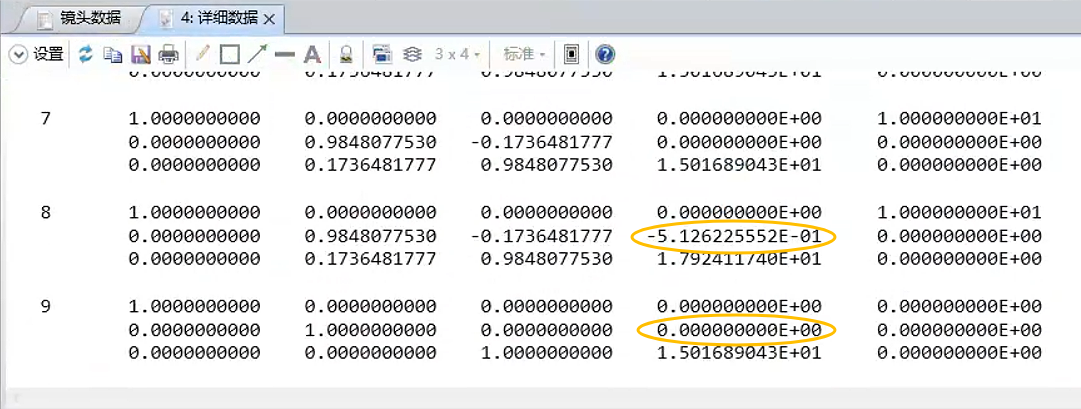 镜头数据 4: 详细数据
设置 3 x 4 标准
0.0000000000 0.1736481777 0.9848077530 1.501689043E+01 0.000000000E+00
7 1.0000000000 0.0000000000 0.0000000000 0.000000000E+00 1.000000000E+01
0.0000000000 0.9848077530 -0.1736481777 0.000000000E+00 0.000000000E+00
0.0000000000 0.1736481777 0.9848077530 1.501689043E+01 0.000000000E+00
8 1.0000000000 0.0000000000 0.0000000000 0.000000000E+00 1.000000000E+01
0.0000000000 0.9848077530 -0.1736481777 -5.126225552E-01 0.000000000E+00
0.0000000000 0.1736481777 0.9848077530 1.792411740E+01 0.000000000E+00
9 1.0000000000 0.0000000000 0.0000000000 0.000000000E+00 0.000000000E+00
0.0000000000 1.0000000000 0.0000000000 0.000000000E+00 0.000000000E+00
0.0000000000 0.0000000000 1.0000000000 1.501689043E+01 0.000000000E+00